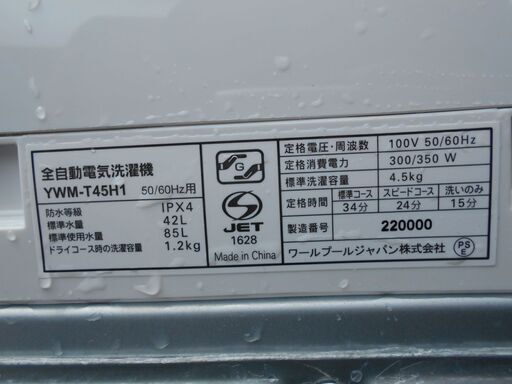 全自動電気洗濯機
YWM-T45H1 50/60Hz用
防水等級 IPX4
標準水量 42L
標準使用水量 85L
ドライコース時の洗濯容量 1.2kg
G
JET
1628
Made in China
定格電圧・周波数 100V 50/60Hz
定格消費電力 300/350 W
標準洗濯容量 4.5kg
定格時間 標準コース スピードコース 洗いのみ
34分 24分 15分
製造番号 220000
ワールプールジャパン株式会社
PS
E